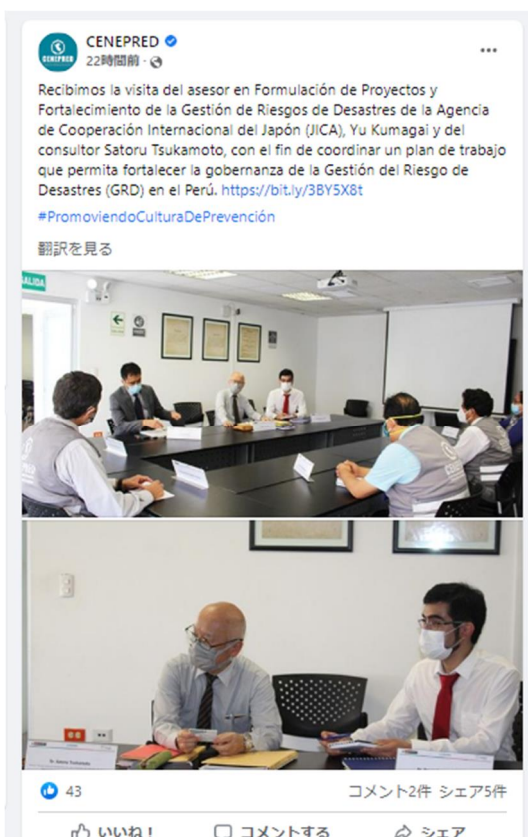 CENEPRED
22時間前
Recibimos la visita del asesor en Formulación de Proyectos y
Fortalecimiento de la Gestión de Riesgos de Desastres de la Agencia
de Cooperación Internacional del Japón (JICA), Yu Kumagai y del
consultor Satoru Tsukamoto, con el fin de coordinar un plan de trabajo
que permita fortalecer la gobernanza de la Gestión del Riesgo de
Desastres (GRD) en el Perú. https://bit.ly/3BY5X8t
#PromoviendoCulturaDePrevención
翻訳を見る
SALIDA
43
コメント2件 シェア5件
いいね！ コメントする シェア